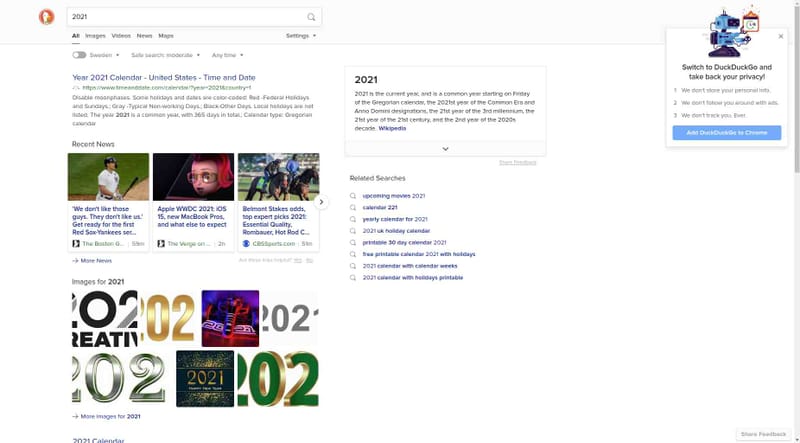 2021
All Images Videos News Maps Settings
Sweden Safe search: moderate Any time
Year 2021 Calendar - United States - Time and Date
https://www.timeanddate.com/calendar/?year=2021&country=1
Disable moonphases. Some holidays and dates are color-coded: Red -Federal Holidays
and Sundays.; Gray -Typical Non-working Days.; Black-Other Days. Local holidays are not
listed. The year 2021 is a common year, with 365 days in total.; Calendar type: Gregorian
calendar
Recent News
'We don't like those
guys. They don't like us.'
Get ready for the first
Red Sox-Yankees ser...
The Boston G... 59m
Apple WWDC 2021: iOS
15, new MacBook Pros,
and what else to expect
The Verge on ... 2h
Belmont Stakes odds,
top expert picks 2021:
Essential Quality,
Rombauer, Hot Rod C...
CBSSports.com 51m
More News
Are these links helpful? Yes No
Images for 2021
202
CREATIV
202
2021
2021
202
2021
HAPPY NEW YEAR
202
More Images for 2021
2021 Calendar
2021
2021 is the current year, and is a common year starting on Friday
of the Gregorian calendar, the 2021st year of the Common Era and
Anno Domini designations, the 21st year of the 3rd millennium, the
21st year of the 21st century, and the 2nd year of the 2020s
decade. Wikipedia
Share Feedback
Related Searches
upcoming movies 2021
calendar 221
yearly calendar for 2021
2021 uk holiday calendar
printable 30 day calendar 2021
free printable calendar 2021 with holidays
2021 calendar with calendar weeks
2021 calendar with holidays printable
Switch to DuckDuckGo and
take back your privacy!
1 We don't store your personal info.
2 We don't follow you around with ads.
3 We don't track you. Ever.
Add DuckDuckGo to Chrome
Share Feedback